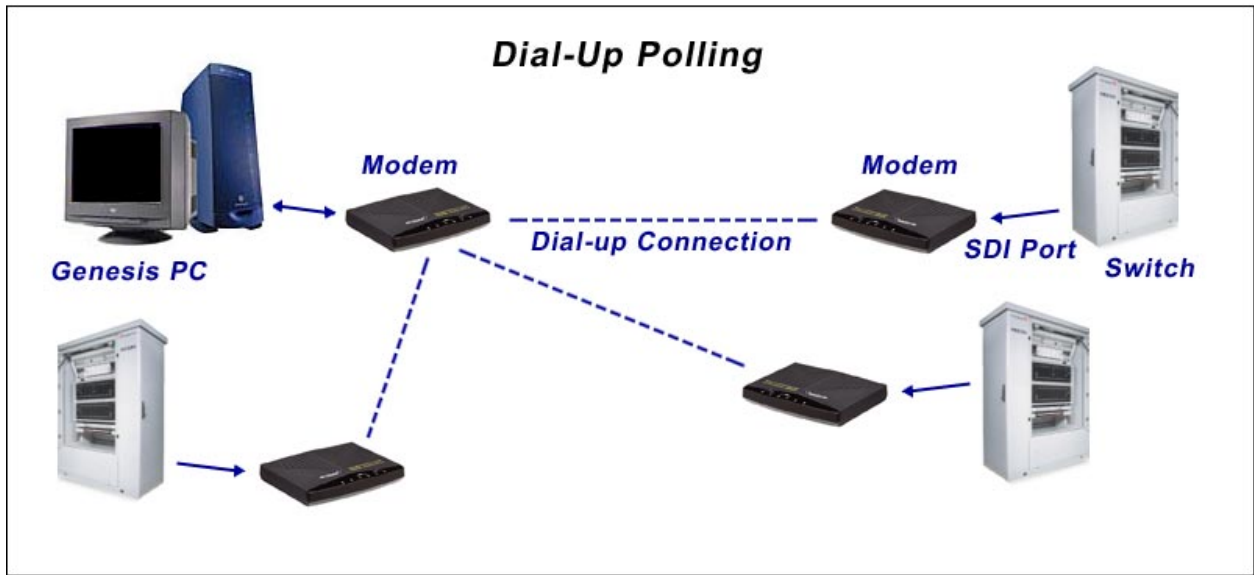 Dial-Up Polling
Modem
Modem
Dial-up Connection
SDI Port
Genesis PC
Switch